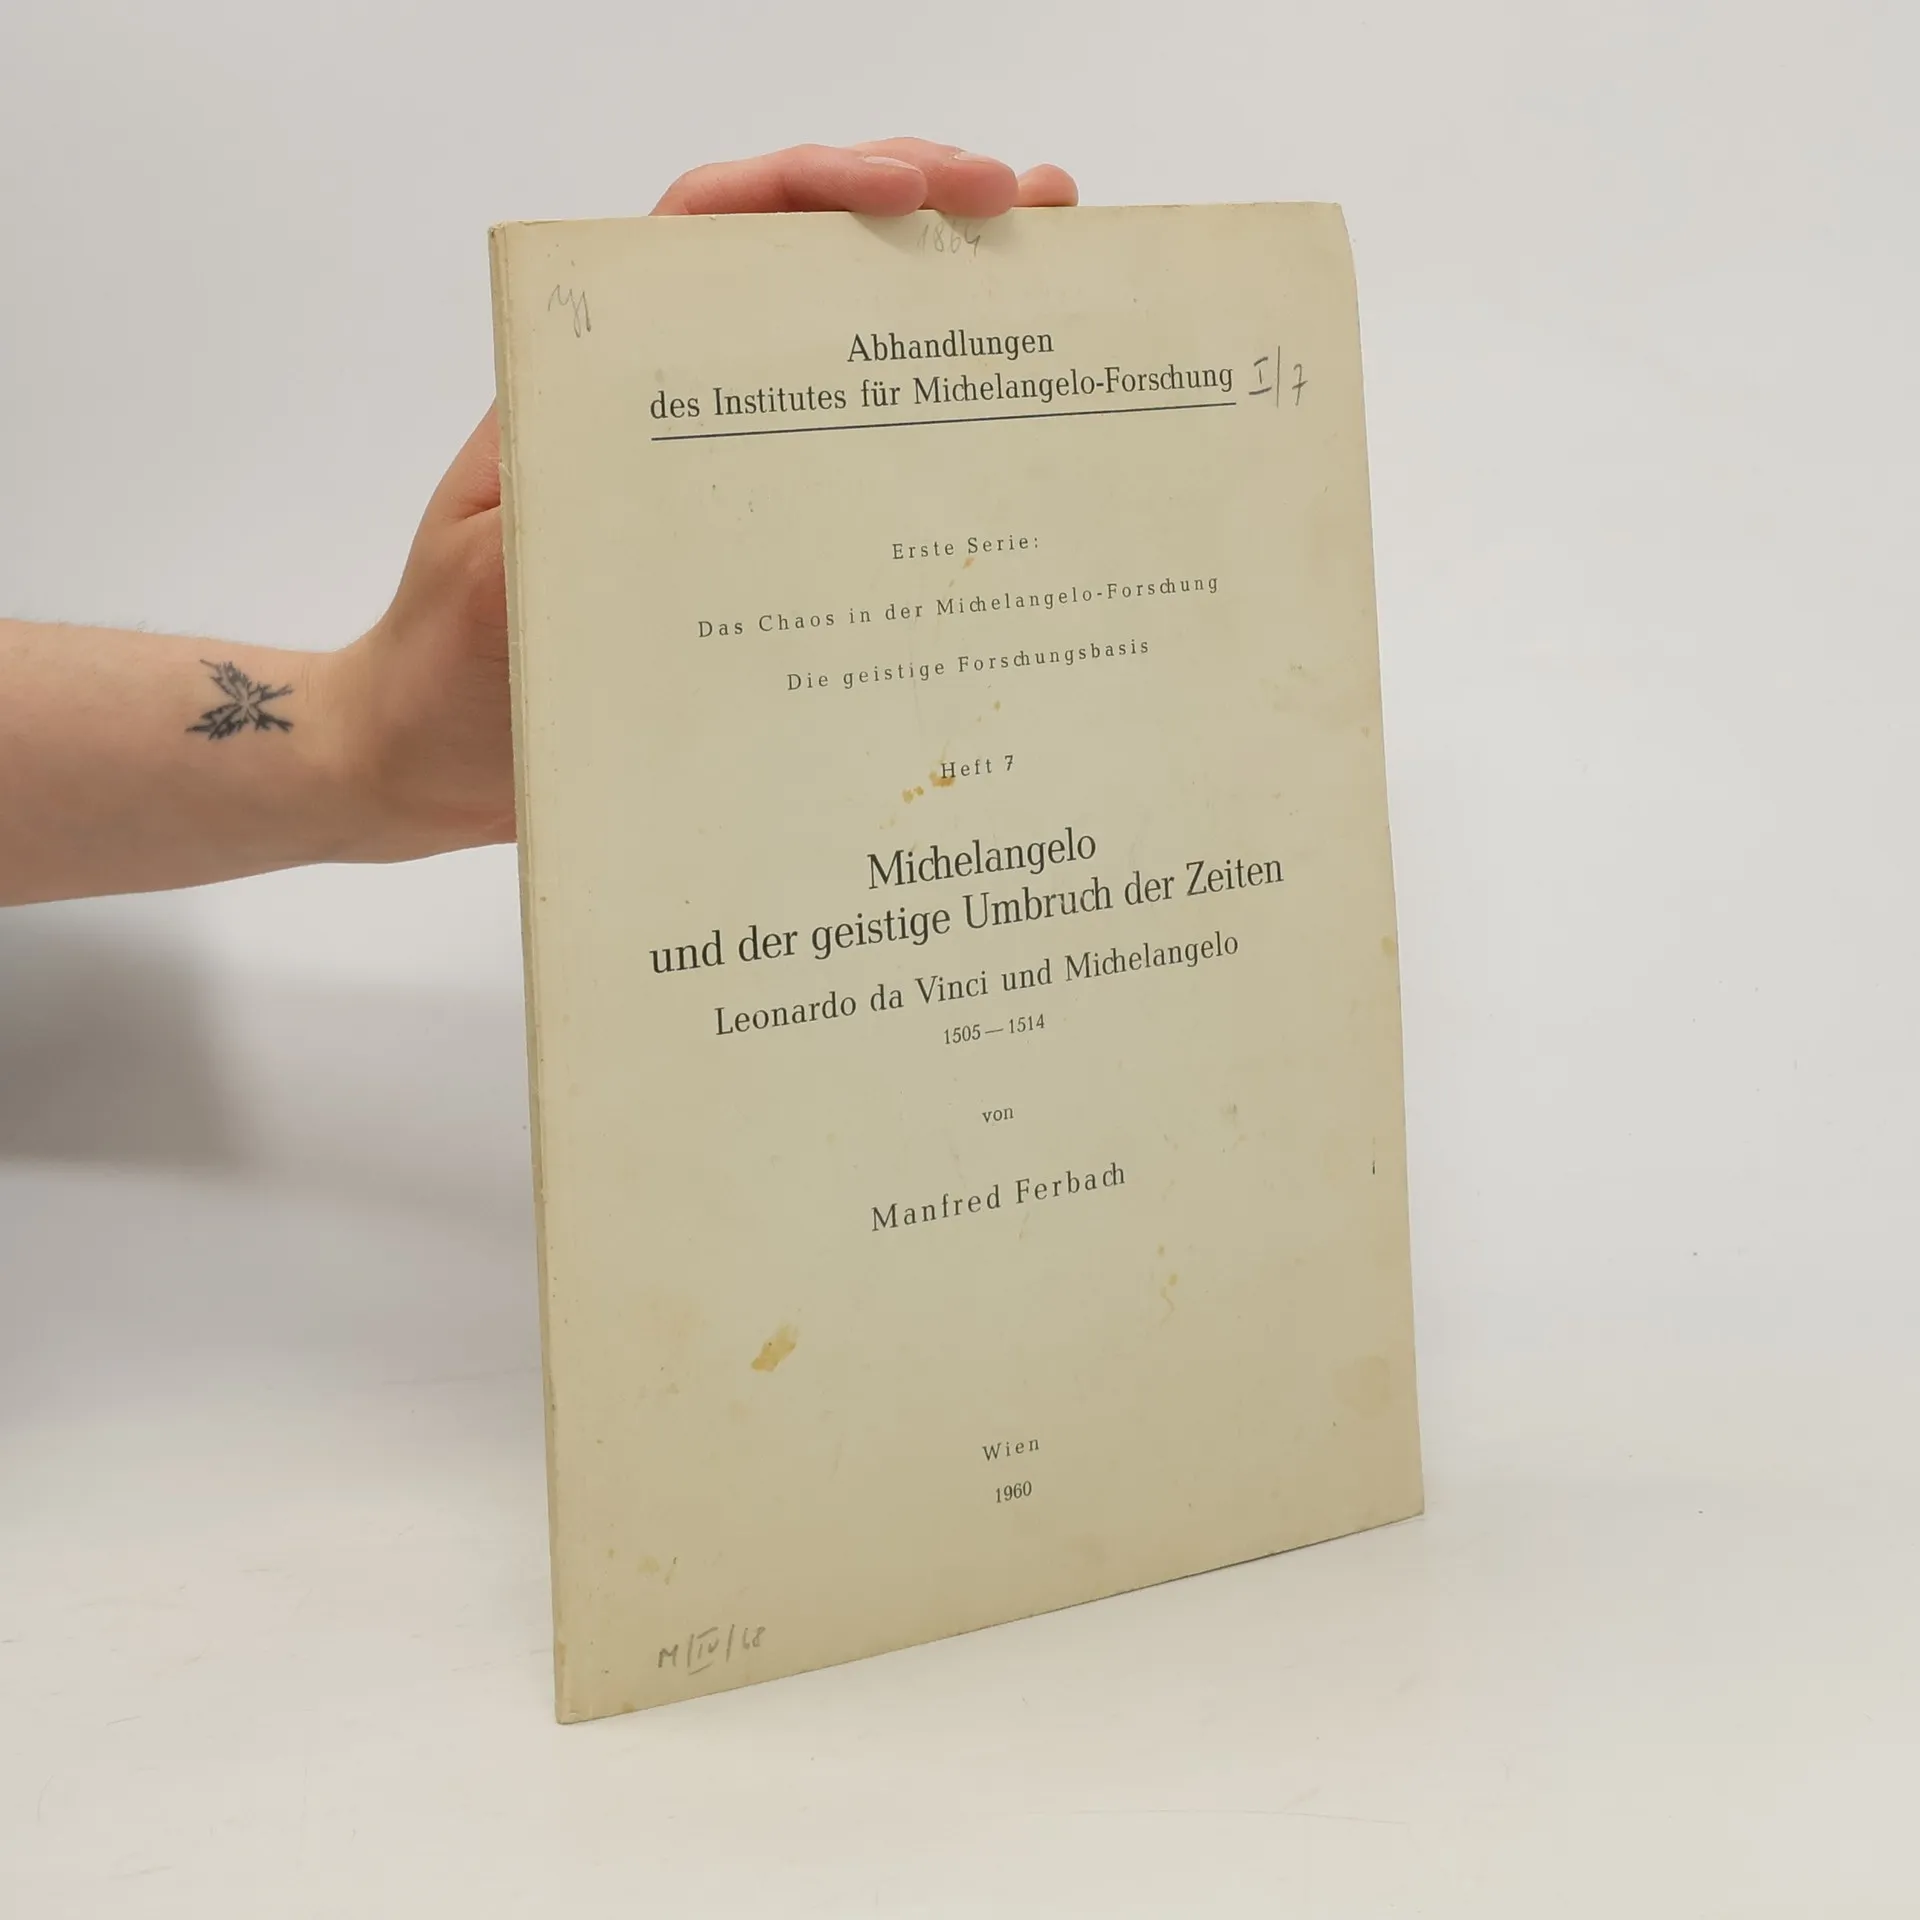 1864
Abhandlungen
des Institutes für Michelangelo-Forschung I/7
Erste Serie:
Das Chaos in der Michelangelo-Forschung
Die geistige Forschungsbasis
Heft 7
Michelangelo
und der geistige Umbruch der Zeiten
Leonardo da Vinci und Michelangelo
1505—1514
von
Manfred Ferbach
Wien
1960
M/IV/68